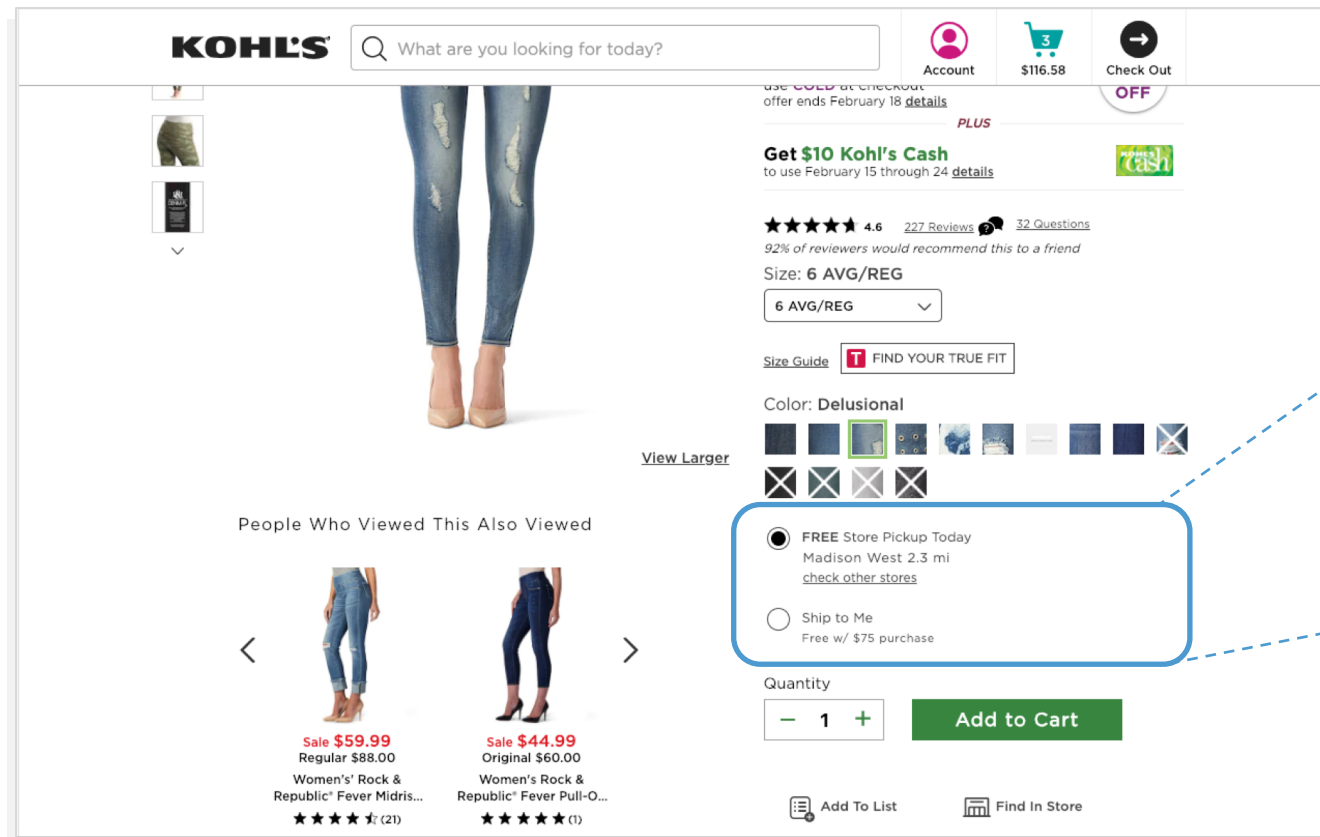 KOHL'S
What are you looking for today?
3
Account
$116.58
Check Out
use COLD at checkout
offer ends February 18 details
OFF
PLUS
Get $10 Kohl's Cash
to use February 15 through 24 details
KOHL'S
Cash
4.6 227 Reviews ? 32 Questions
92% of reviewers would recommend this to a friend
Size: 6 AVG/REG
6 AVG/REG
Size Guide
T FIND YOUR TRUE FIT
Color: Delusional
View Larger
People Who Viewed This Also Viewed
FREE Store Pickup Today
Madison West 2.3 mi
check other stores
Ship to Me
Free w/ $75 purchase
Quantity
− 1 +
Add to Cart
Sale $59.99
Regular $88.00
Women's' Rock &
Republic® Fever Midris...
(21)
Sale $44.99
Original $60.00
Women's Rock &
Republic® Fever Pull-O...
(1)
Add To List
Find In Store